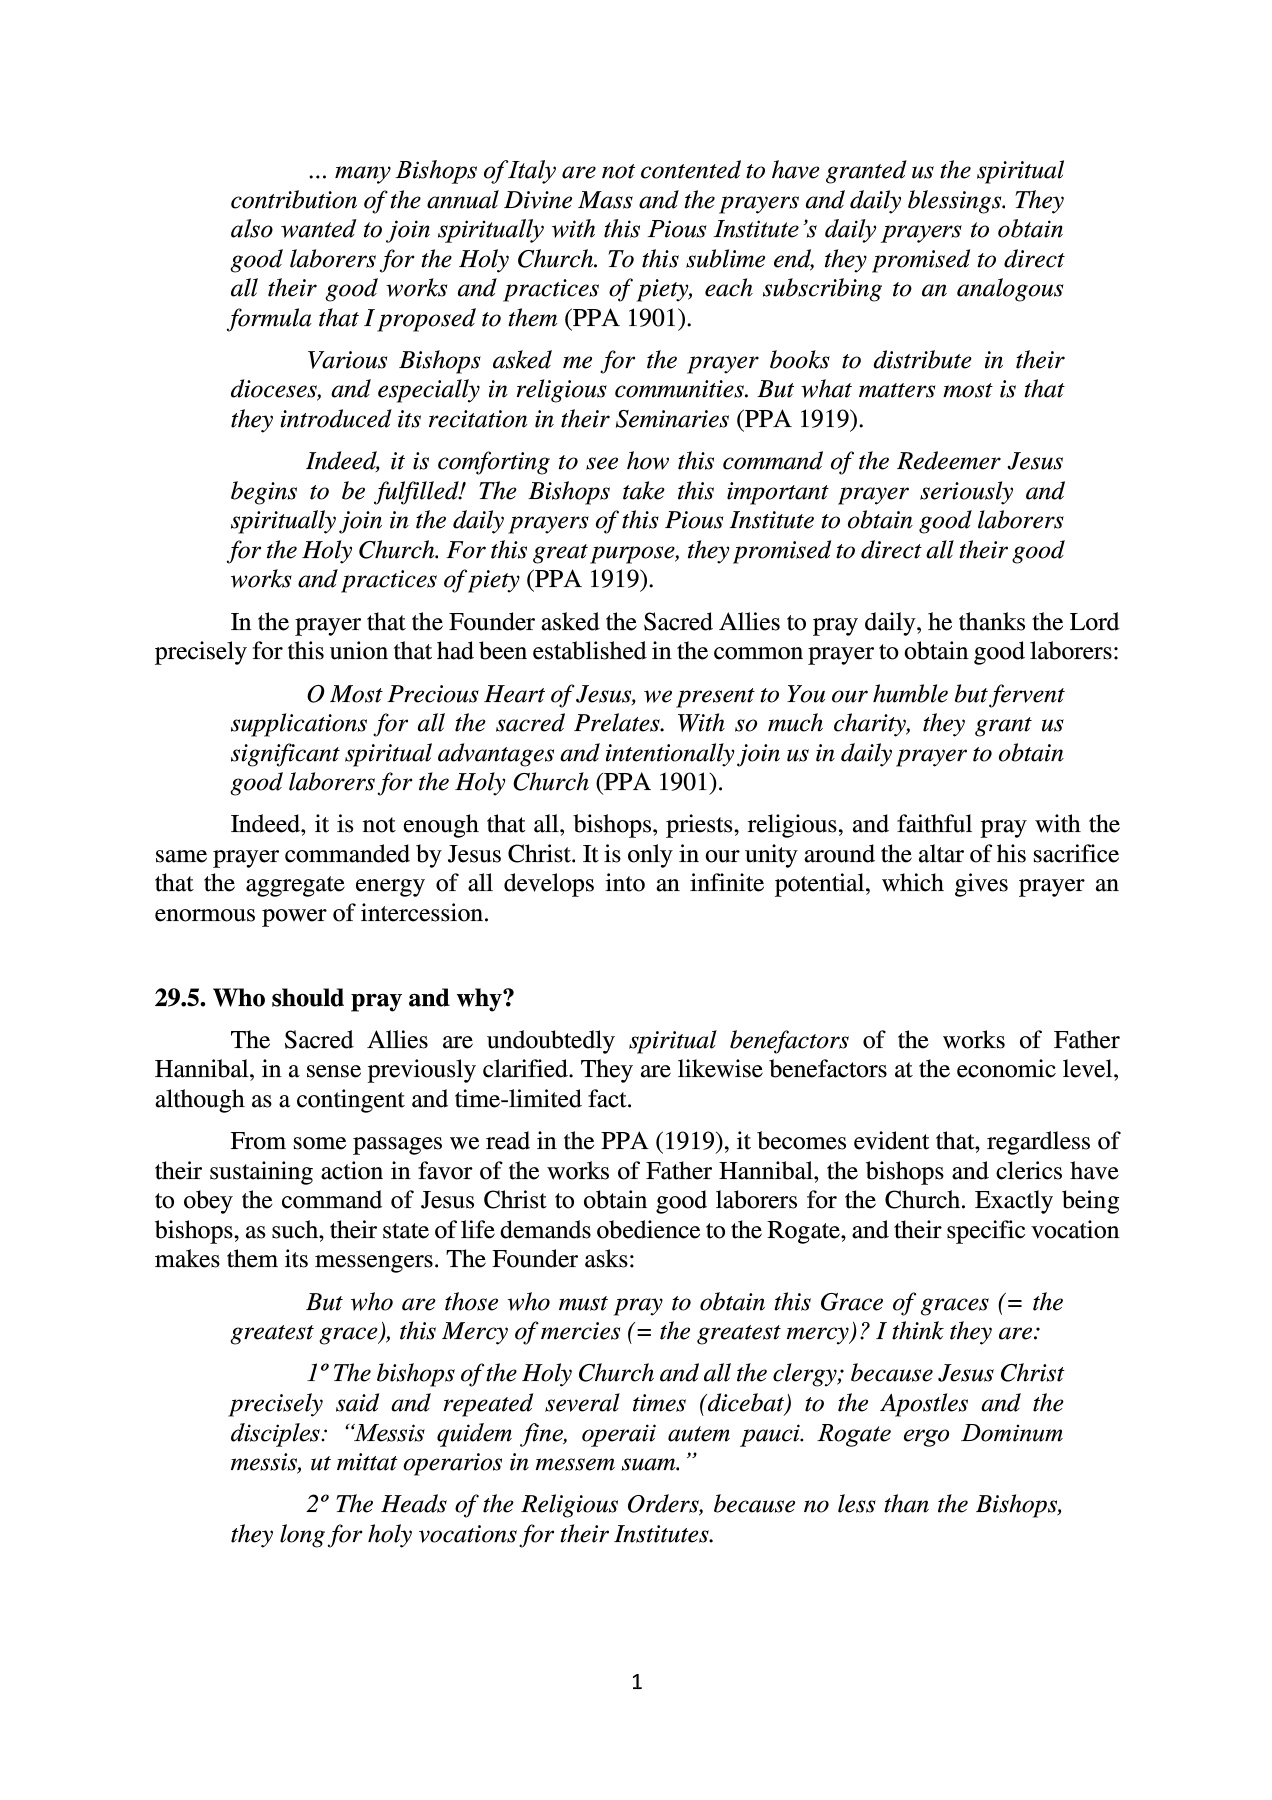 ... many Bishops of Italy are not contented to have granted us the spiritual
contribution of the annual Divine Mass and the prayers and daily blessings. They
also wanted to join spiritually with this Pious Institute’s daily prayers to obtain
good laborers for the Holy Church. To this sublime end, they promised to direct
all their good works and practices of piety, each subscribing to an analogous
formula that I proposed to them (PPA 1901).
Various Bishops asked me for the prayer books to distribute in their
dioceses, and especially in religious communities. But what matters most is that
they introduced its recitation in their Seminaries (PPA 1919).
Indeed, it is comforting to see how this command of the Redeemer Jesus
begins to be fulfilled! The Bishops take this important prayer seriously and
spiritually join in the daily prayers of this Pious Institute to obtain good laborers
for the Holy Church. For this great purpose, they promised to direct all their good
works and practices of piety (PPA 1919).
In the prayer that the Founder asked the Sacred Allies to pray daily, he thanks the Lord
precisely for this union that had been established in the common prayer to obtain good laborers:
O Most Precious Heart of Jesus, we present to You our humble but fervent
supplications for all the sacred Prelates. With so much charity, they grant us
significant spiritual advantages and intentionally join us in daily prayer to obtain
good laborers for the Holy Church (PPA 1901).
Indeed, it is not enough that all, bishops, priests, religious, and faithful pray with the
same prayer commanded by Jesus Christ. It is only in our unity around the altar of his sacrifice
that the aggregate energy of all develops into an infinite potential, which gives prayer an
enormous power of intercession.
29.5. Who should pray and why?
The Sacred Allies are undoubtedly spiritual benefactors of the works of Father
Hannibal, in a sense previously clarified. They are likewise benefactors at the economic level,
although as a contingent and time-limited fact.
From some passages we read in the PPA (1919), it becomes evident that, regardless of
their sustaining action in favor of the works of Father Hannibal, the bishops and clerics have
to obey the command of Jesus Christ to obtain good laborers for the Church. Exactly being
bishops, as such, their state of life demands obedience to the Rogate, and their specific vocation
makes them its messengers. The Founder asks:
But who are those who must pray to obtain this Grace of graces (= the
greatest grace), this Mercy of mercies (= the greatest mercy)? I think they are:
1º The bishops of the Holy Church and all the clergy; because Jesus Christ
precisely said and repeated several times (dicebat) to the Apostles and the
disciples: “Messis quidem fine, operaii autem pauci. Rogate ergo Dominum
messis, ut mittat operarios in messem suam.”
2º The Heads of the Religious Orders, because no less than the Bishops,
they long for holy vocations for their Institutes.
1